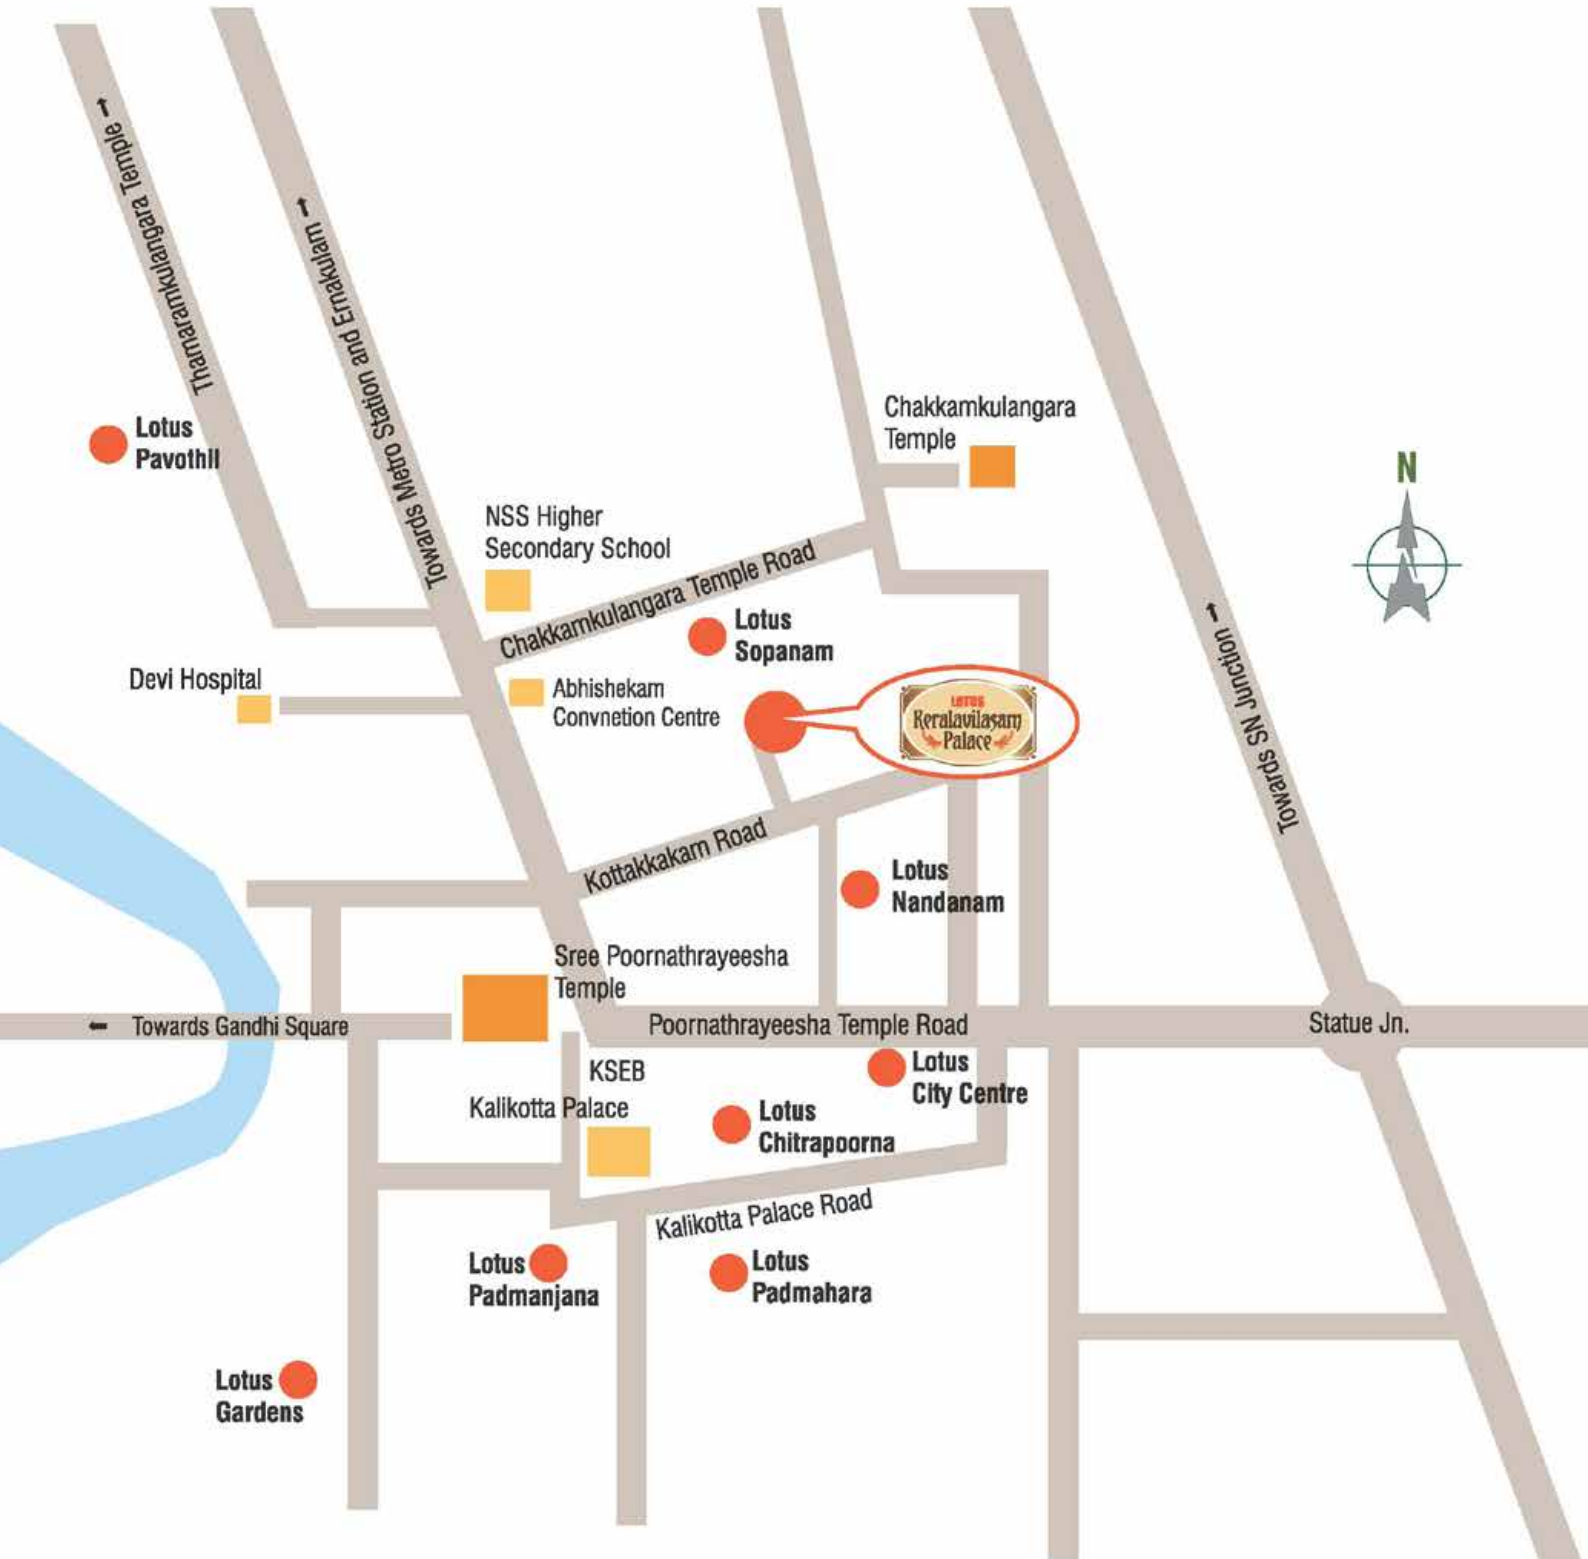 Thamaramkulangara Temple
Towards Metro Station and Ernakulam
Lotus
Pavothil
Chakkamkulangara
Temple
N
NSS Higher
Secondary School
Chakkamkulangara Temple Road
Lotus
Sopanam
Towards SN Junction
Devi Hospital
Abhishekam
Convnetion Centre
LOTUS
Keralavilasam
Palace
Kottakkakam Road
Lotus
Nandanam
Sree Poornathrayeesha
Temple
Towards Gandhi Square
Poornathrayeesha Temple Road
Statue Jn.
KSEB
Kalikotta Palace
Lotus
City Centre
Lotus
Chitrapoorna
Kalikotta Palace Road
Lotus
Padmanjana
Lotus
Padmahara
Lotus
Gardens